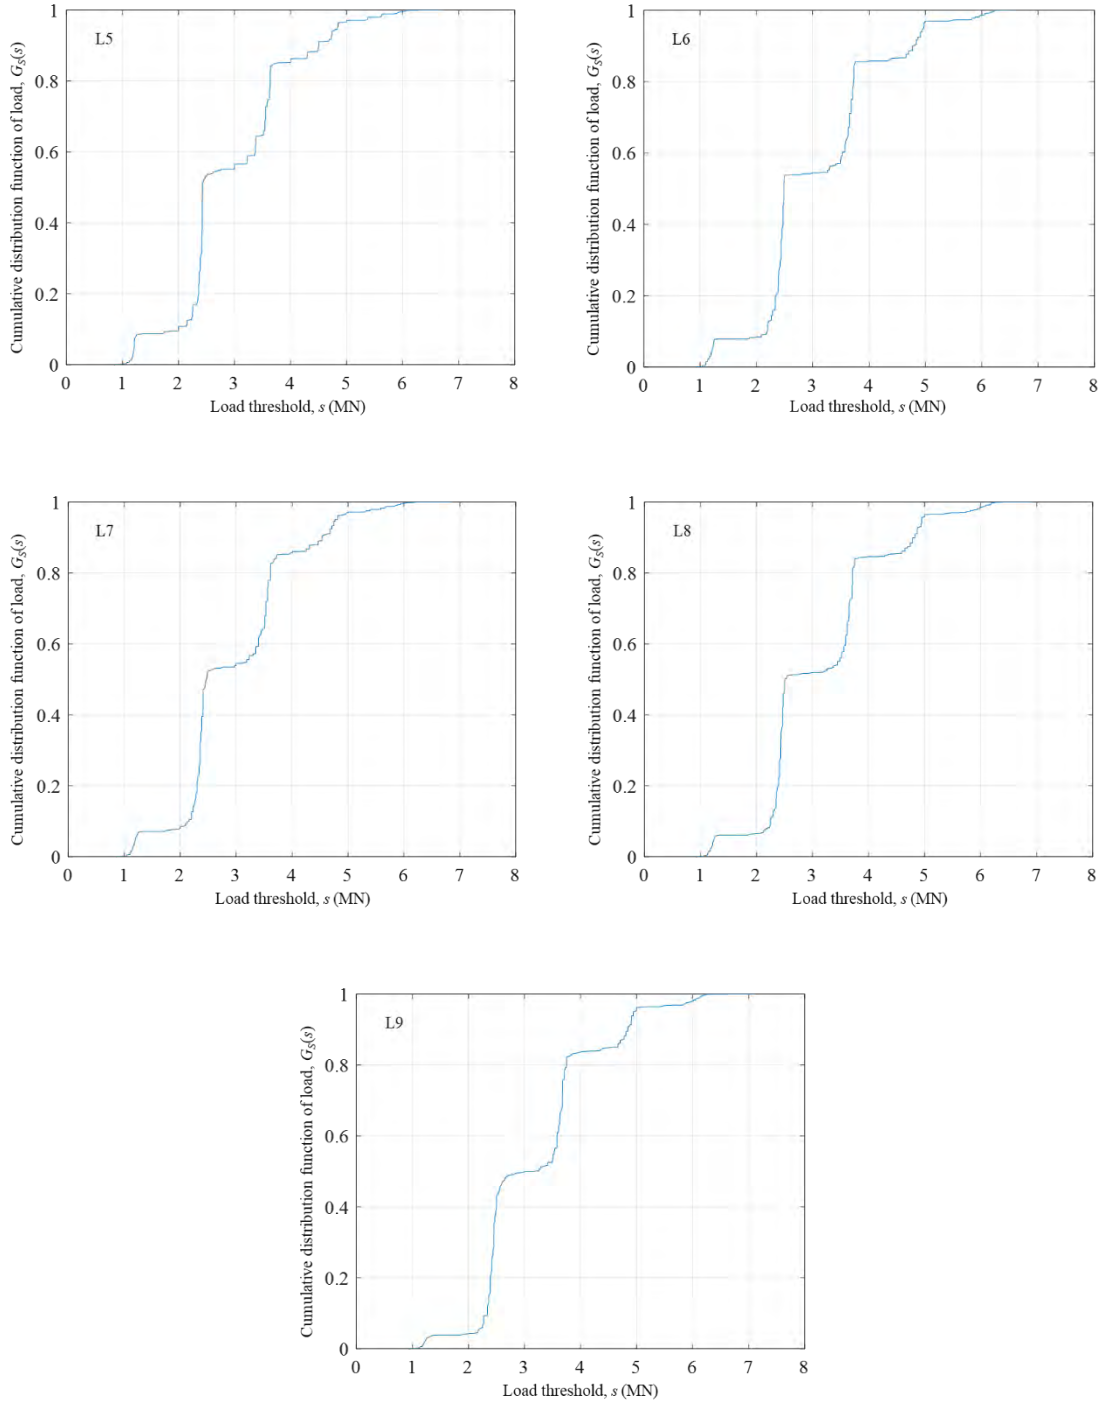 L5
Cumulative distribution function of load, G_S(s)
1
0.8
0.6
0.4
0.2
0
0 1 2 3 4 5 6 7 8
Load threshold, s (MN)
L6
Cumulative distribution function of load, G_S(s)
1
0.8
0.6
0.4
0.2
0
0 1 2 3 4 5 6 7 8
Load threshold, s (MN)
L7
Cumulative distribution function of load, G_S(s)
1
0.8
0.6
0.4
0.2
0
0 1 2 3 4 5 6 7 8
Load threshold, s (MN)
L8
Cumulative distribution function of load, G_S(s)
1
0.8
0.6
0.4
0.2
0
0 1 2 3 4 5 6 7 8
Load threshold, s (MN)
L9
Cumulative distribution function of load, G_S(s)
1
0.8
0.6
0.4
0.2
0
0 1 2 3 4 5 6 7 8
Load threshold, s (MN)